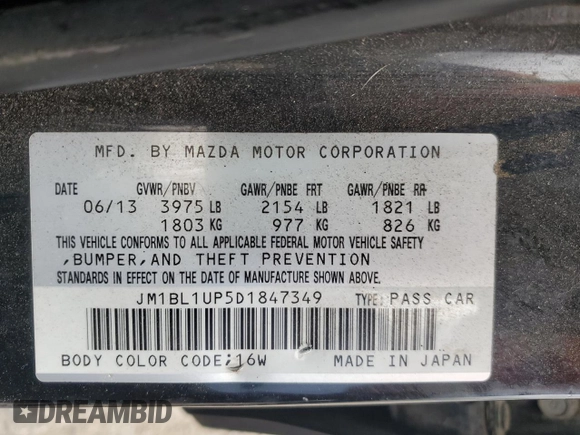 MFD. BY MAZDA MOTOR CORPORATION
DATE GVWR/PNBV GAWR/PNBE FRT GAWR/PNBE RR
06/13 3975 LB 2154 LB 1821 LB
1803 KG 977 KG 826 KG
THIS VEHICLE CONFORMS TO ALL APPLICABLE FEDERAL MOTOR VEHICLE SAFETY
,BUMPER,AND THEFT PREVENTION
STANDARDS IN EFFECT ON THE DATE OF MANUFACTURE SHOWN ABOVE.
JM1BL1UP5D1847349 TYPE: PASS CAR
BODY COLOR CODE:16W MADE IN JAPAN
DREAMBID